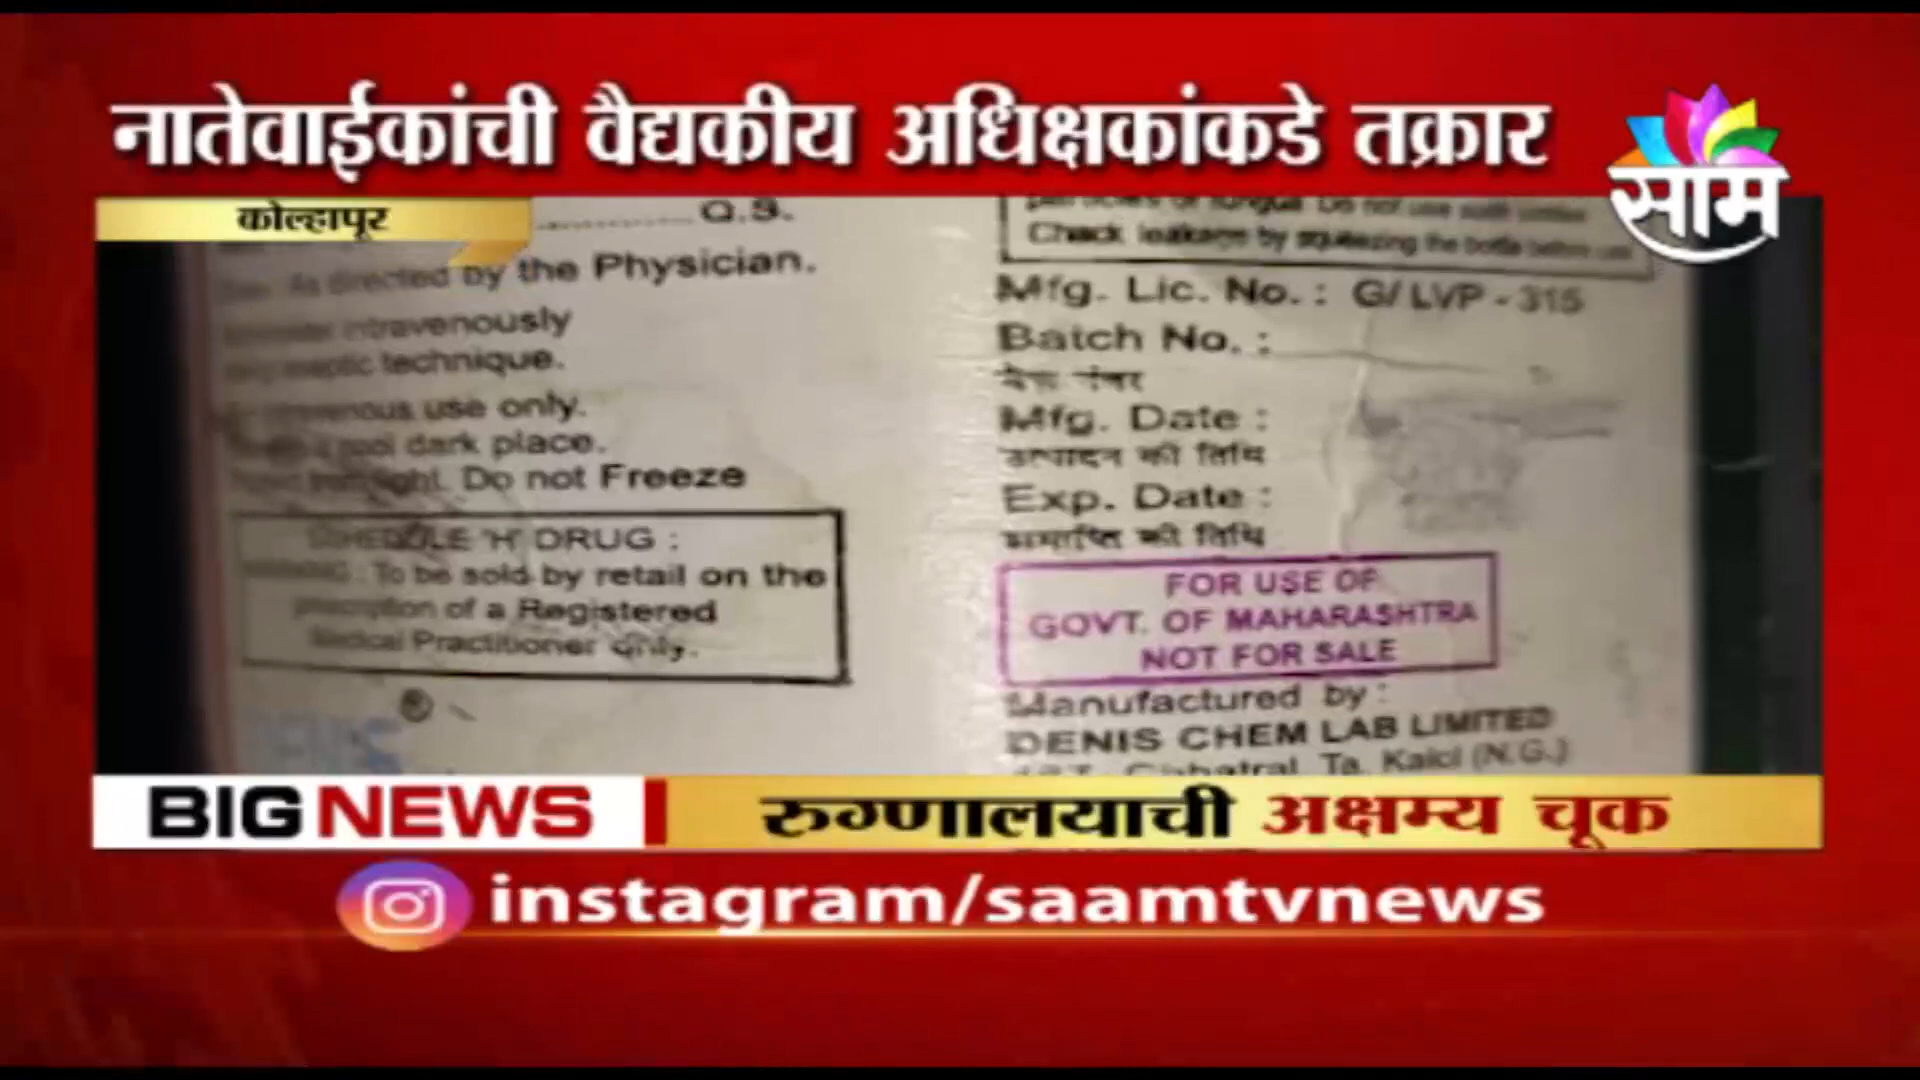 नातेवाईकांची वैद्यकीय अधिक्षकांकडे तक्रार
साम
कोल्हापूर
Q.S.
As directed by the Physician.
intravenously
technique.
use only.
cool dark place.
Do not Freeze
SCHEDULE 'H' DRUG :
To be sold by retail on the
prescription of a Registered
Medical Practitioner only.
Do not use
Check leakage by squeezing the bottle before use
Mfg. Lic. No. : G/ LVP - 315
Batch No. :
बैच नंबर
Mfg. Date :
उत्पादन की तिथि
Exp. Date :
समाप्ति की तिथि
FOR USE OF
GOVT. OF MAHARASHTRA
NOT FOR SALE
Manufactured by :
DENIS CHEM LAB LIMITED
Chhatral, Ta. Kalol (N.G.)
BIG NEWS
रुग्णालयाची अक्षम्य चूक
instagram/saamtvnews